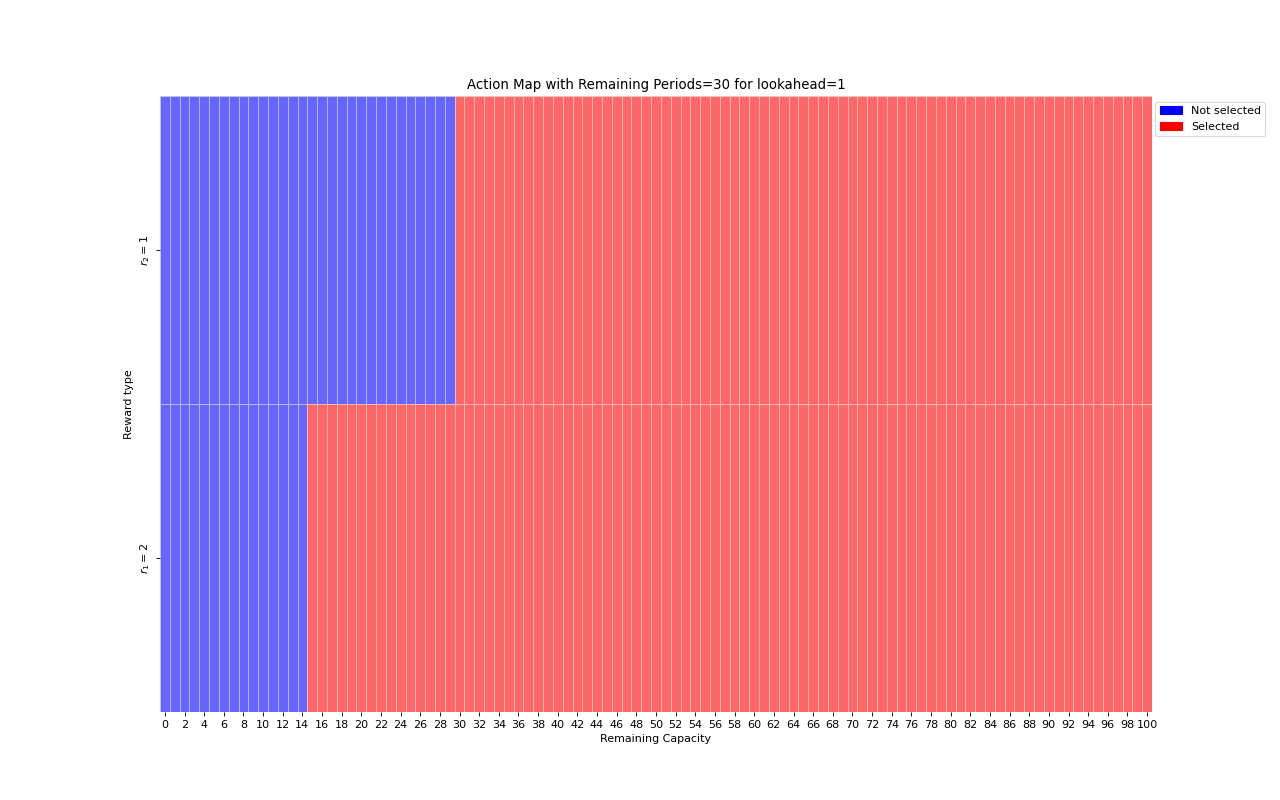 Action Map with Remaining Periods=30 for lookahead=1
Not selected
Selected
r₂ = 1
Reward type
r₁ = 2
0 2 4 6 8 10 12 14 16 18 20 22 24 26 28 30 32 34 36 38 40 42 44 46 48 50 52 54 56 58 60 62 64 66 68 70 72 74 76 78 80 82 84 86 88 90 92 94 96 98 100
Remaining Capacity